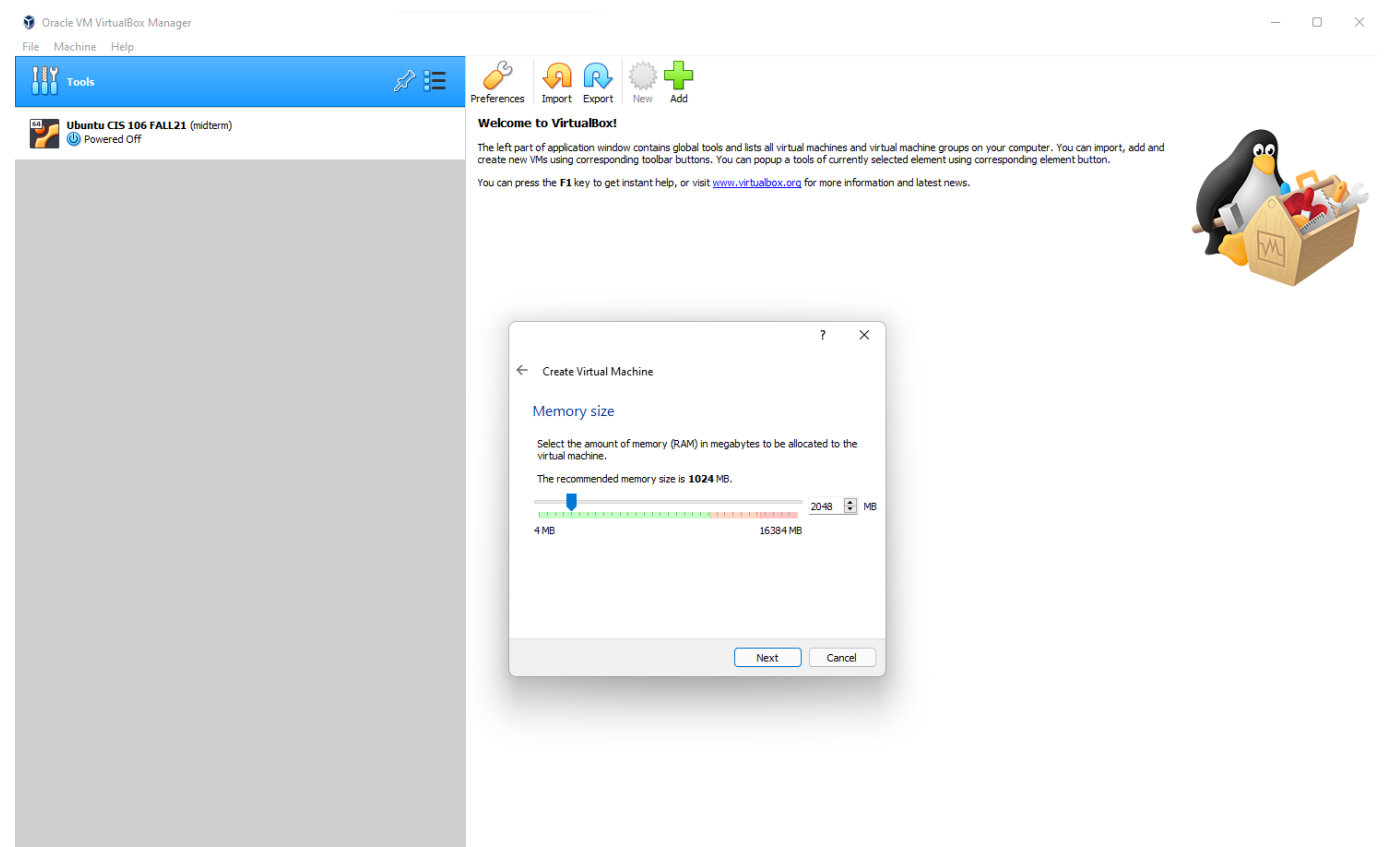 Oracle VM VirtualBox Manager
File Machine Help
Tools
Preferences Import Export New Add
64
Ubuntu CIS 106 FALL21 (midterm)
Powered Off
Welcome to VirtualBox!
The left part of application window contains global tools and lists all virtual machines and virtual machine groups on your computer. You can import, add and
create new VMs using corresponding toolbar buttons. You can popup a tools of currently selected element using corresponding element button.
You can press the F1 key to get instant help, or visit www.virtualbox.org for more information and latest news.
?
Create Virtual Machine
Memory size
Select the amount of memory (RAM) in megabytes to be allocated to the
virtual machine.
The recommended memory size is 1024 MB.
2048 MB
4 MB 16384 MB
Next Cancel